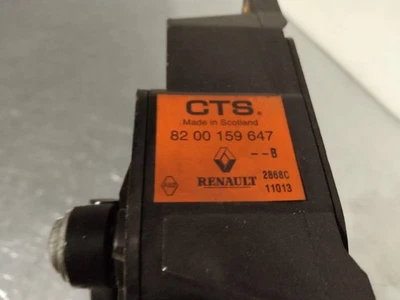 CTS®
Made in Scotland
82 00 159 647
--B
RENAULT 2868C
11013